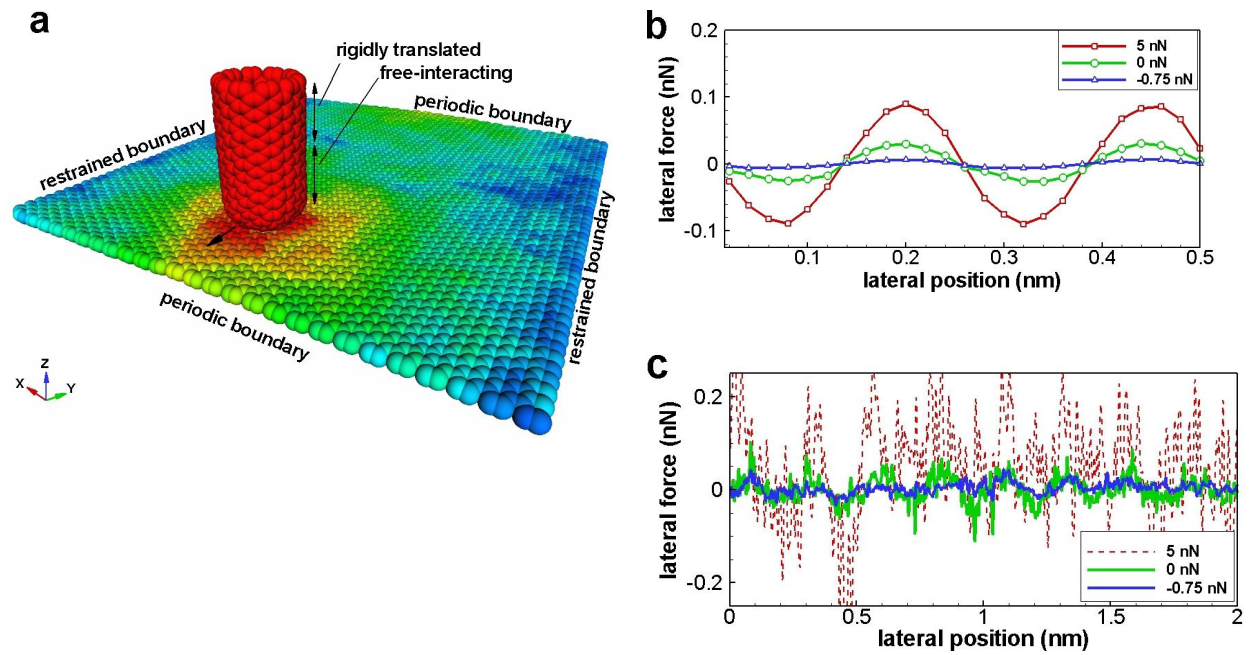 a
rigidly translated
free-interacting
periodic boundary
restrained boundary
restrained boundary
periodic boundary
Z
X
Y
b
0.2
0.1
0
-0.1
lateral force (nN)
5 nN
0 nN
-0.75 nN
0.1
0.2
0.3
0.4
0.5
lateral position (nm)
c
0.2
0
-0.2
lateral force (nN)
5 nN
0 nN
-0.75 nN
0
0.5
1
1.5
2
lateral position (nm)